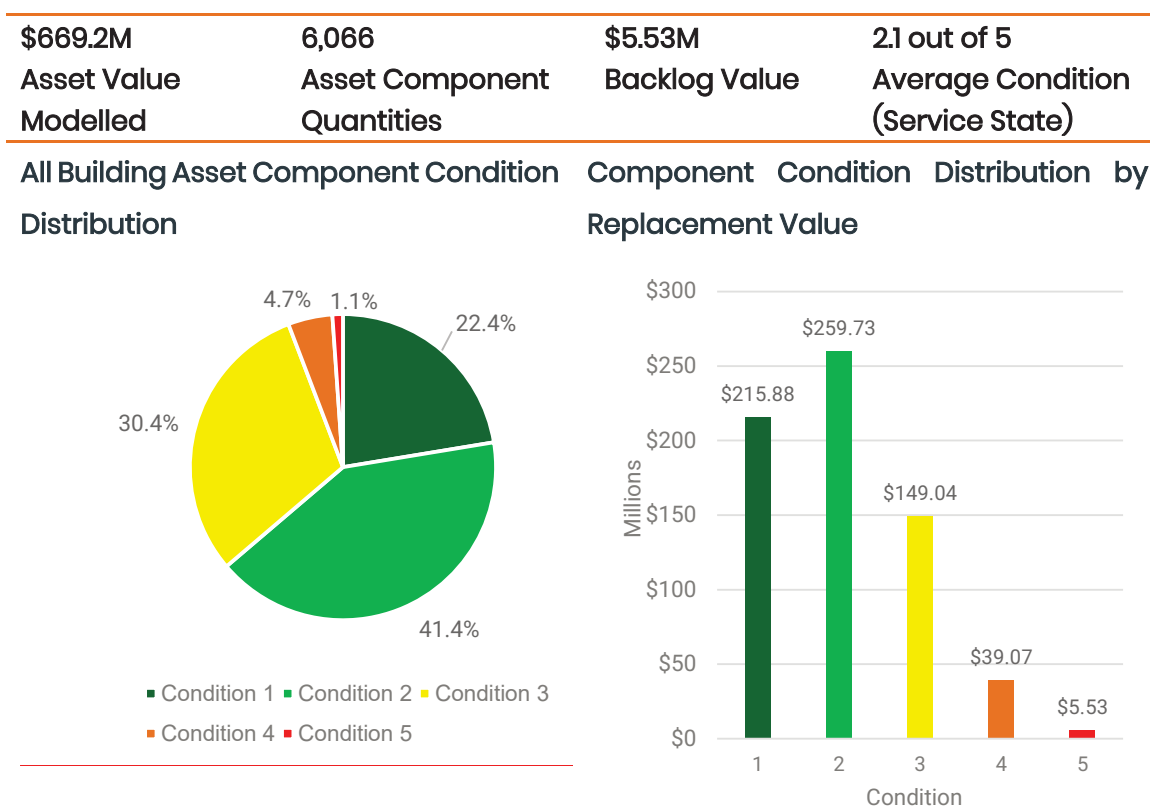 $669.2M
Asset Value
Modelled
6,066
Asset Component
Quantities
$5.53M
Backlog Value
2.1 out of 5
Average Condition
(Service State)
All Building Asset Component Condition
Distribution
4.7%
1.1%
22.4%
30.4%
41.4%
Condition 1
Condition 2
Condition 3
Condition 4
Condition 5
Component Condition Distribution by
Replacement Value
Millions
$300
$250
$200
$150
$100
$50
$0
$215.88
$259.73
$149.04
$39.07
$5.53
1
2
3
4
5
Condition